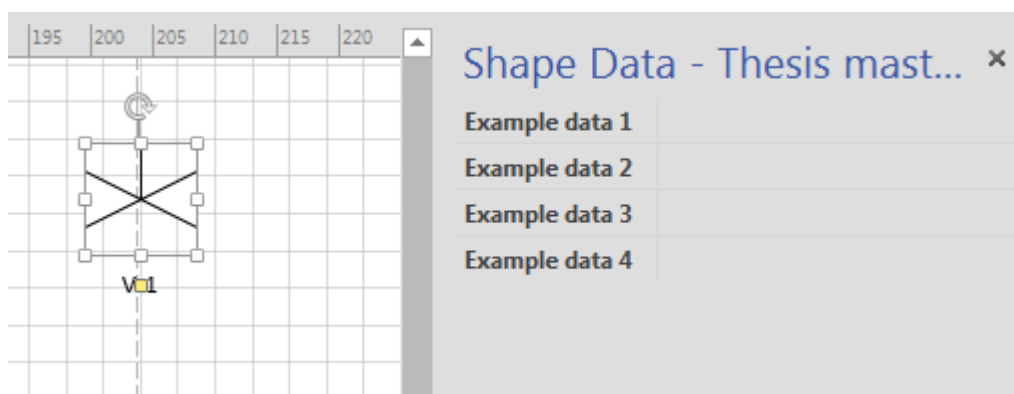 195 200 205 210 215 220
Shape Data - Thesis mast...
Example data 1
Example data 2
Example data 3
Example data 4